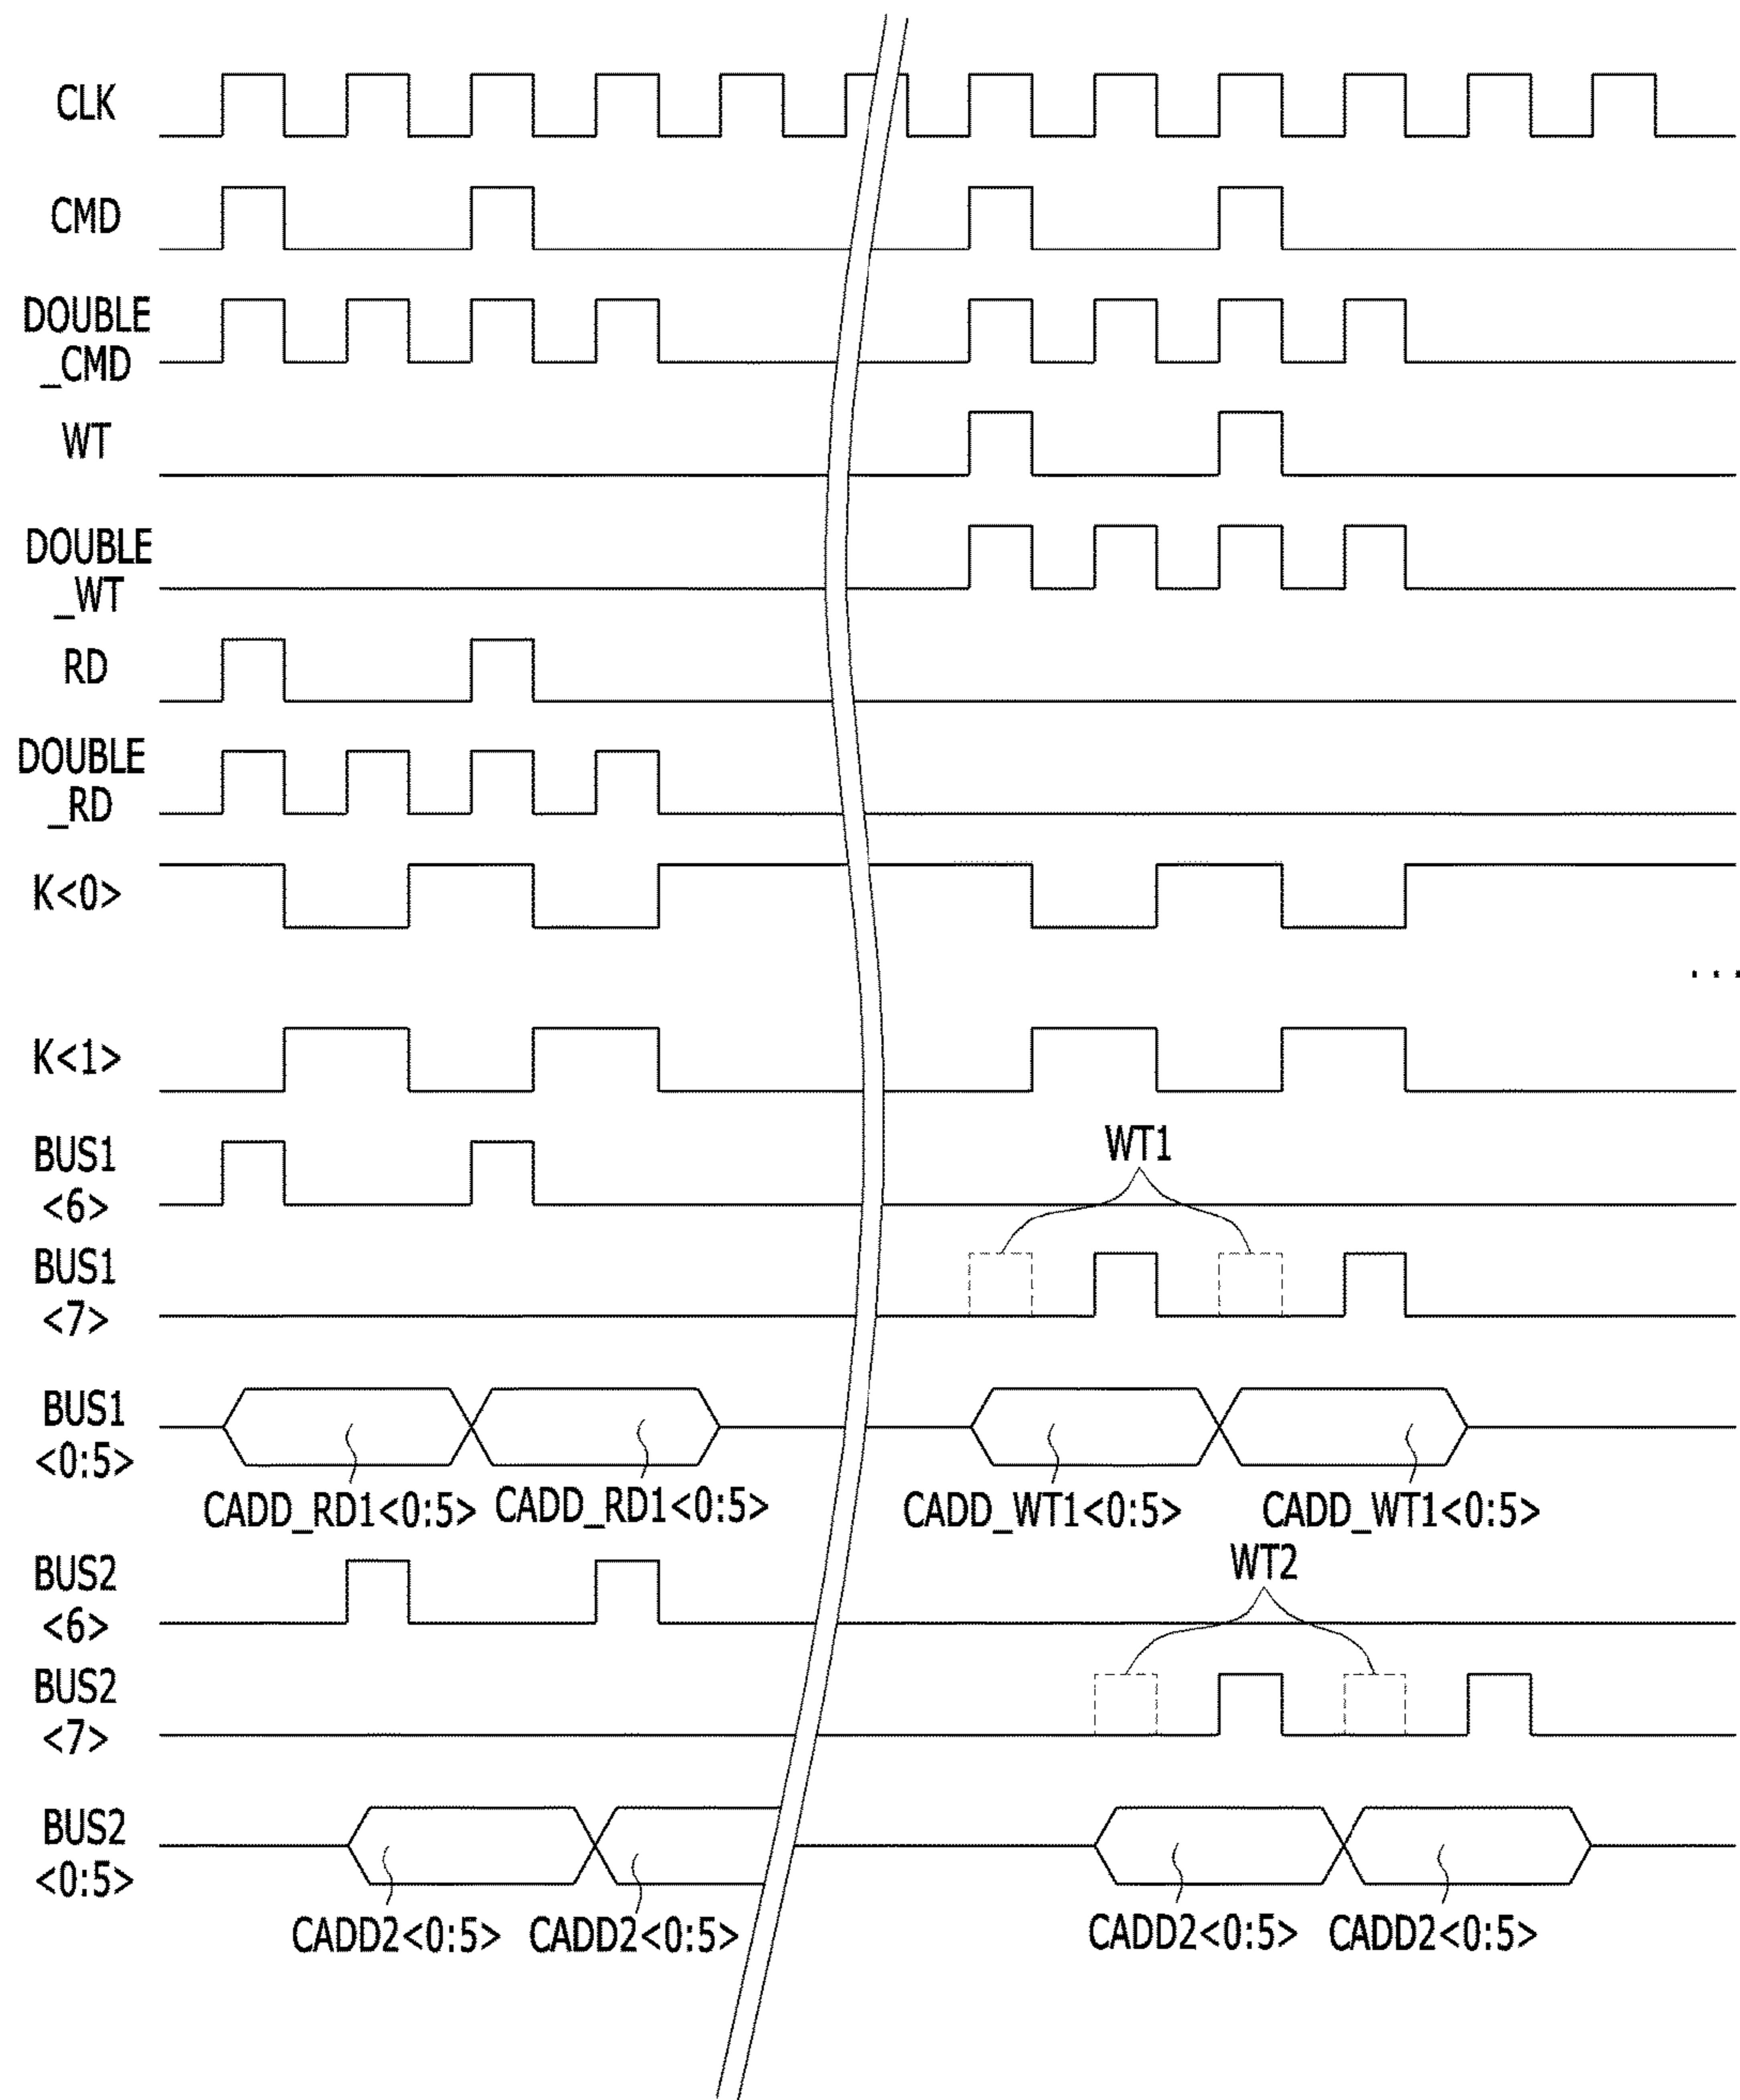 CLK
CMD
DOUBLE
_CMD
WT
DOUBLE
_WT
RD
DOUBLE
_RD
K<0>
...
K<1>
BUS1
<6>
WT1
BUS1
<7>
BUS1
<0:5>
CADD_RD1<0:5> CADD_RD1<0:5> CADD_WT1<0:5> CADD_WT1<0:5>
BUS2
<6>
WT2
BUS2
<7>
BUS2
<0:5>
CADD2<0:5> CADD2<0:5> CADD2<0:5> CADD2<0:5>